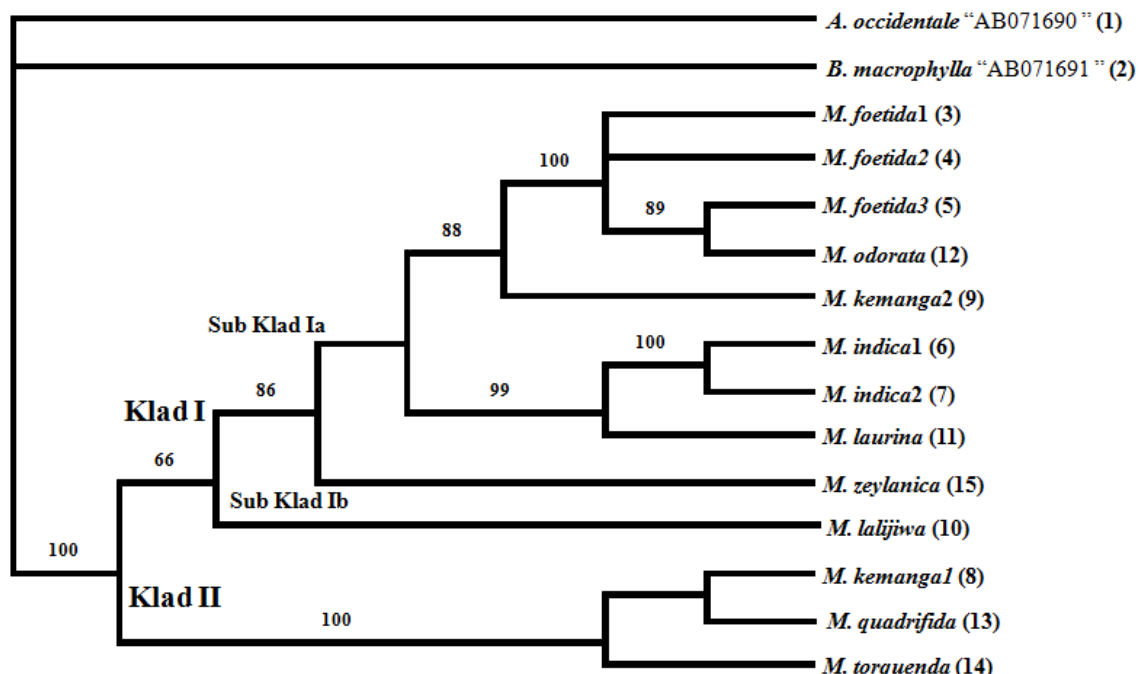 A. occidentale “AB071690” (1)
B. macrophylla “AB071691” (2)
M. foetida1 (3)
M. foetida2 (4)
100
M. foetida3 (5)
89
88
M. odorata (12)
M. kemanga2 (9)
Sub Klad Ia
M. indica1 (6)
100
M. indica2 (7)
86
99
Klad I
M. laurina (11)
66
M. zeylanica (15)
Sub Klad Ib
M. lalijiwa (10)
100
M. kemanga1 (8)
Klad II
100
M. quadrifida (13)
M. torquenda (14)